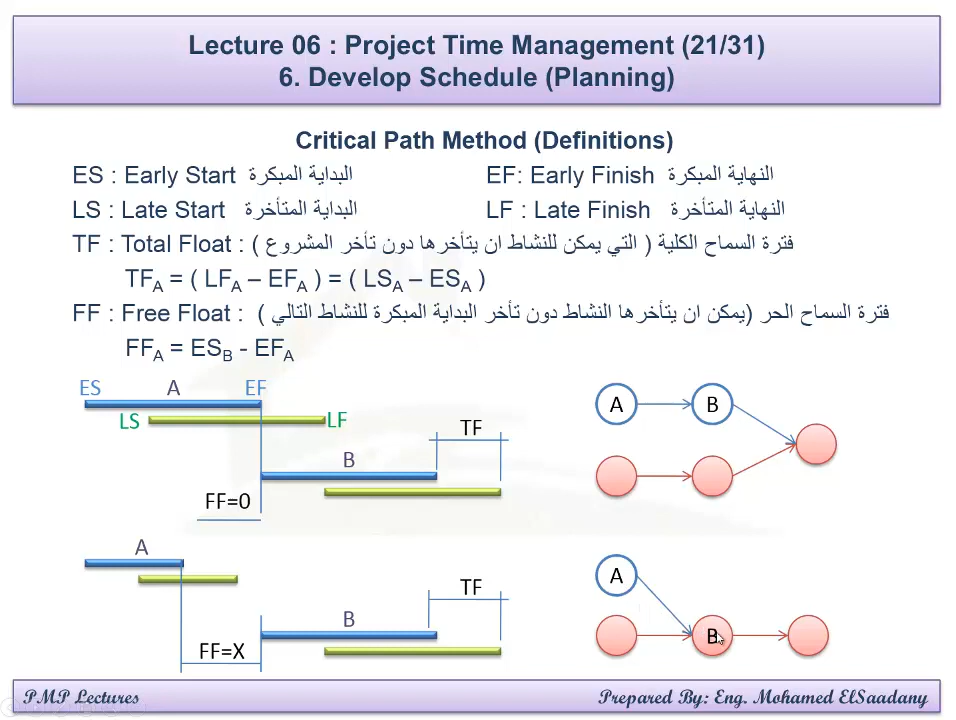 Lecture 06 : Project Time Management (21/31)
6. Develop Schedule (Planning)
Critical Path Method (Definitions)
ES : Early Start البداية المبكرة
EF: Early Finish النهاية المبكرة
LS : Late Start البداية المتأخرة
LF : Late Finish النهاية المتأخرة
TF : Total Float : فترة السماح الكلية ( التي يمكن للنشاط ان يتأخرها دون تأخر المشروع )
TFA = ( LFA – EFA ) = ( LSA – ESA )
FF : Free Float : فترة السماح الحر (يمكن ان يتأخرها النشاط دون تأخر البداية المبكرة للنشاط التالي )
FFA = ESB - EFA
ES A EF
LS LF
TF
B
FF=0
A B
A
TF
B
FF=X
A
B
PMP Lectures
Prepared By: Eng. Mohamed ElSaadany